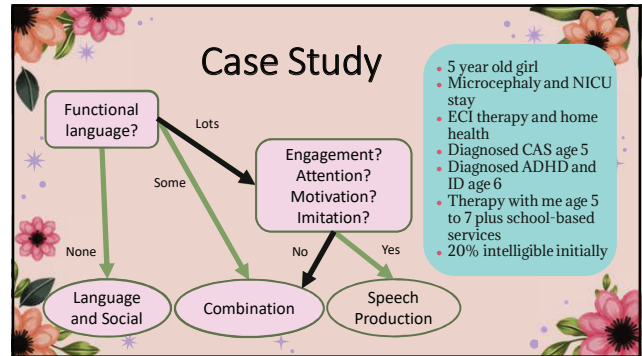 Case Study
Functional
language?
Lots
Some
None
Engagement?
Attention?
Motivation?
Imitation?
No
Yes
Language
and Social
Combination
Speech
Production
• 5 year old girl
• Microcephaly and NICU
stay
• ECI therapy and home
health
• Diagnosed CAS age 5
• Diagnosed ADHD and
ID age 6
• Therapy with me age 5
to 7 plus school-based
services
• 20% intelligible initially